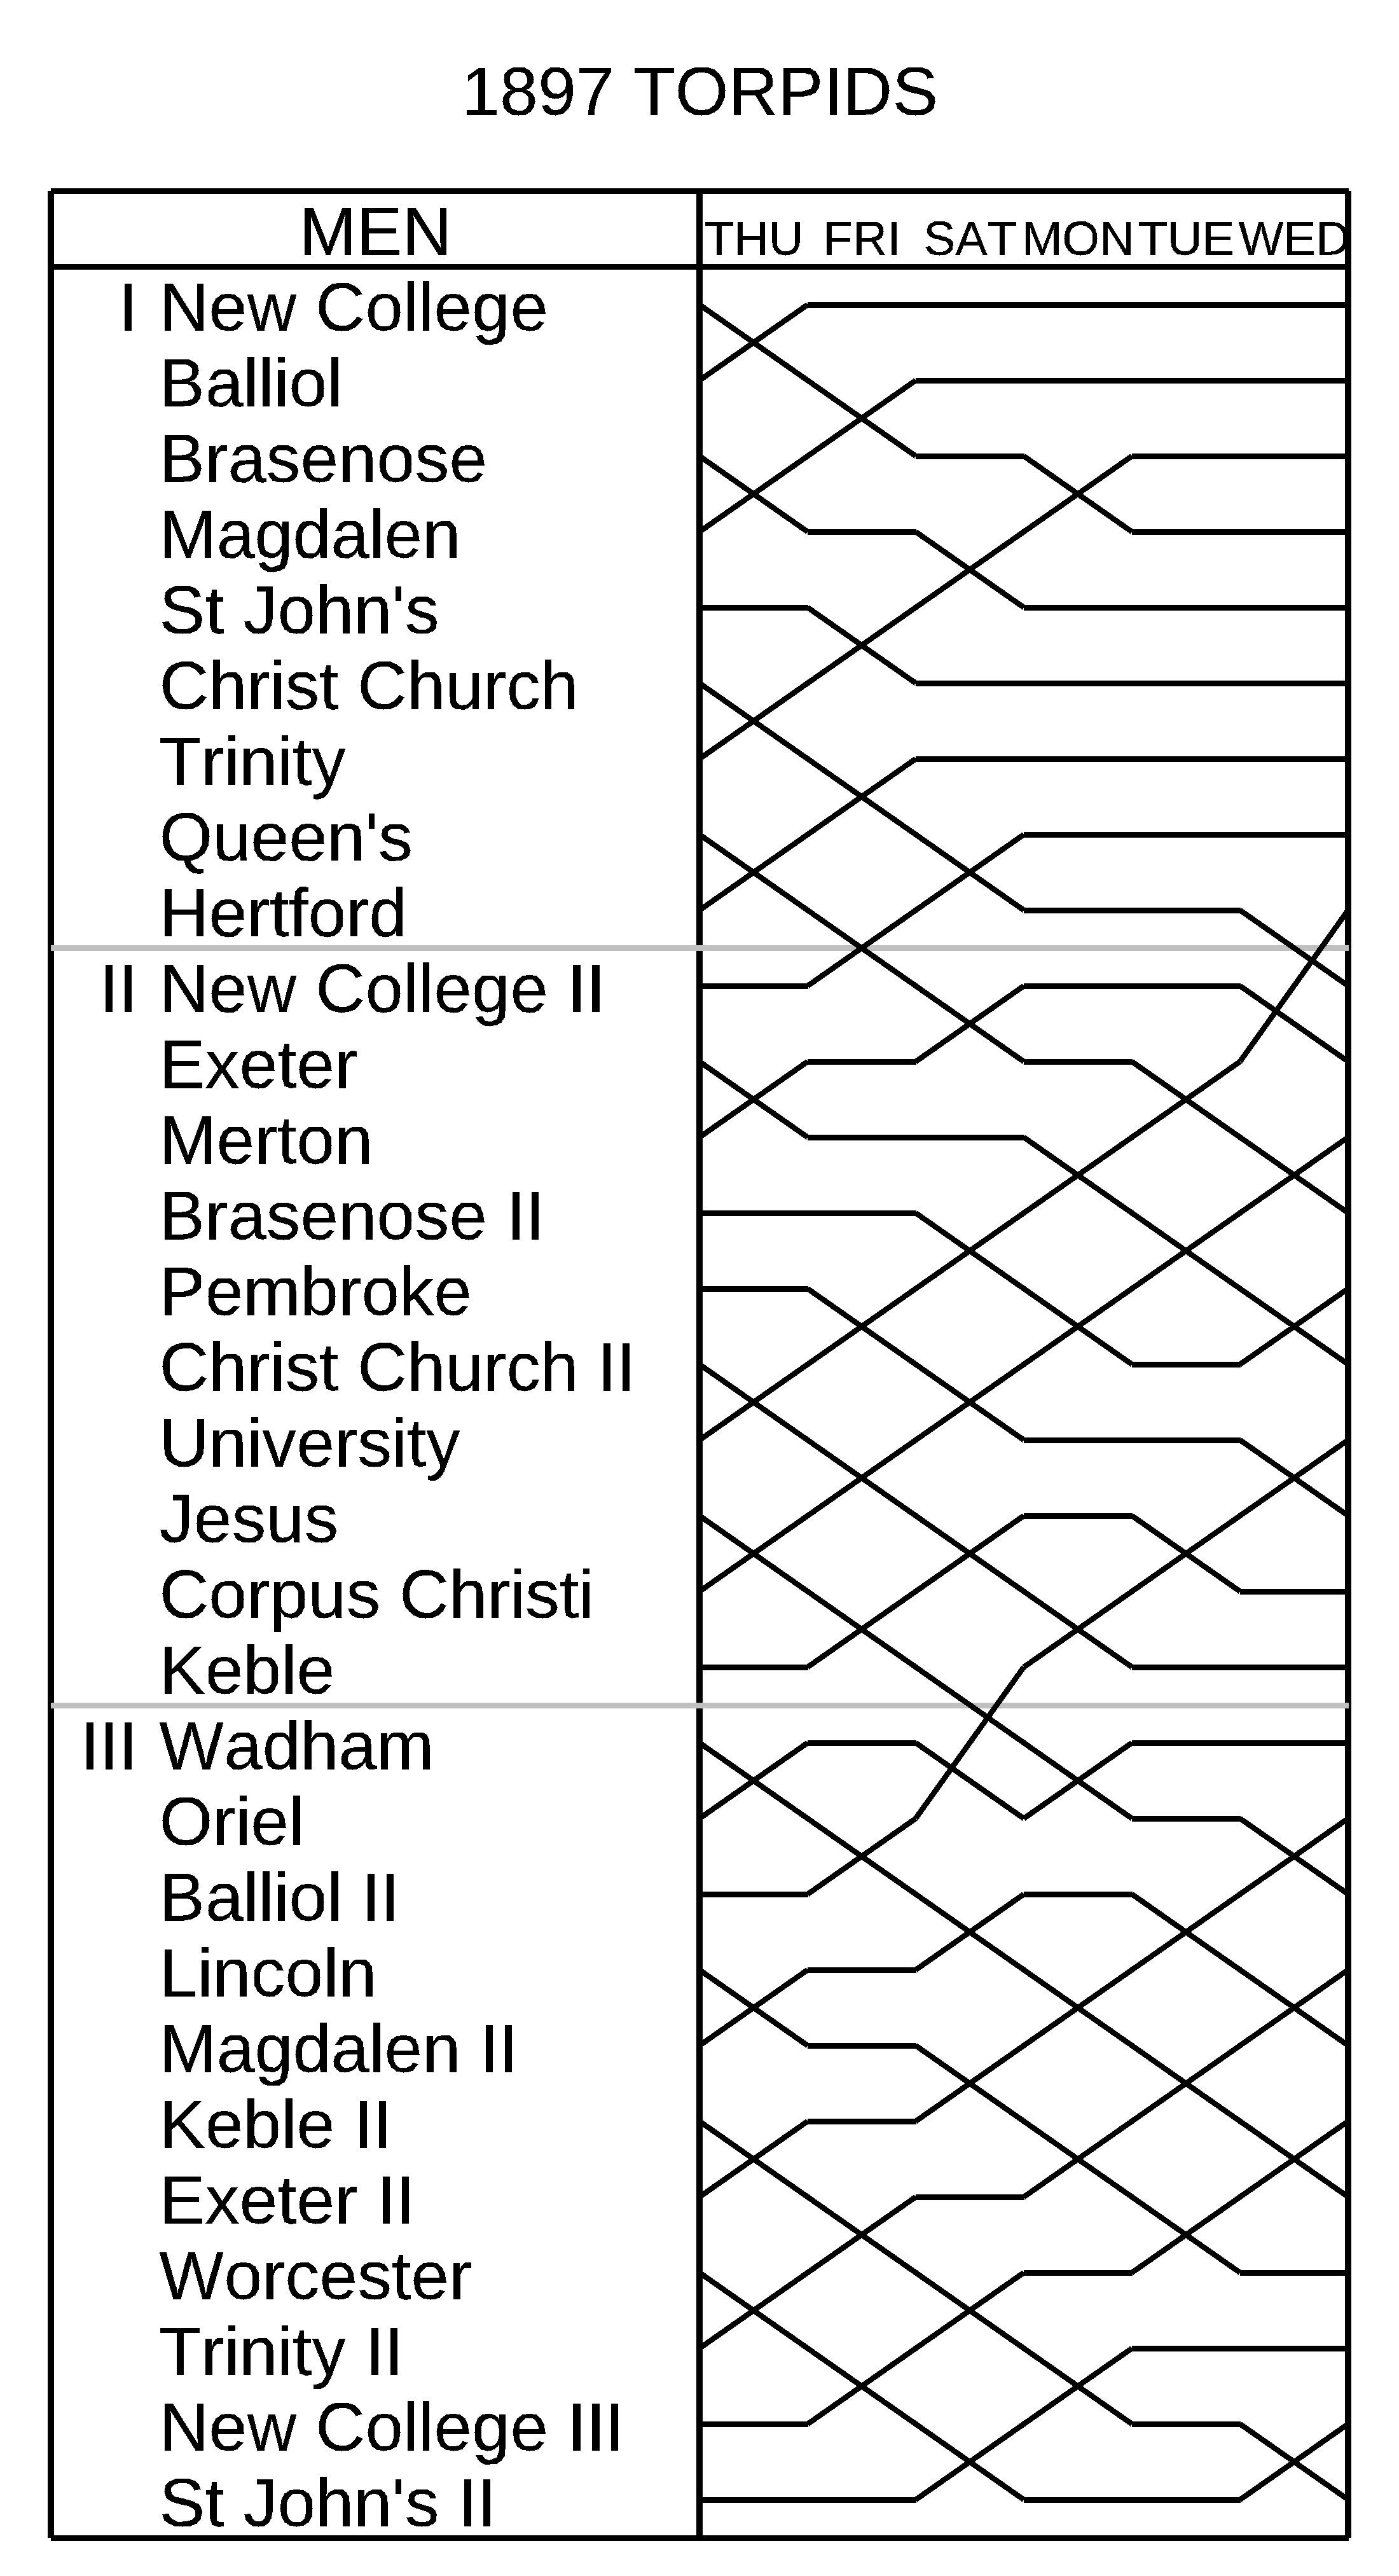 1897 TORPIDS
MEN THU FRI SAT MON TUE WED
I New College
Balliol
Brasenose
Magdalen
St John's
Christ Church
Trinity
Queen's
Hertford
II New College II
Exeter
Merton
Brasenose II
Pembroke
Christ Church II
University
Jesus
Corpus Christi
Keble
III Wadham
Oriel
Balliol II
Lincoln
Magdalen II
Keble II
Exeter II
Worcester
Trinity II
New College III
St John's II